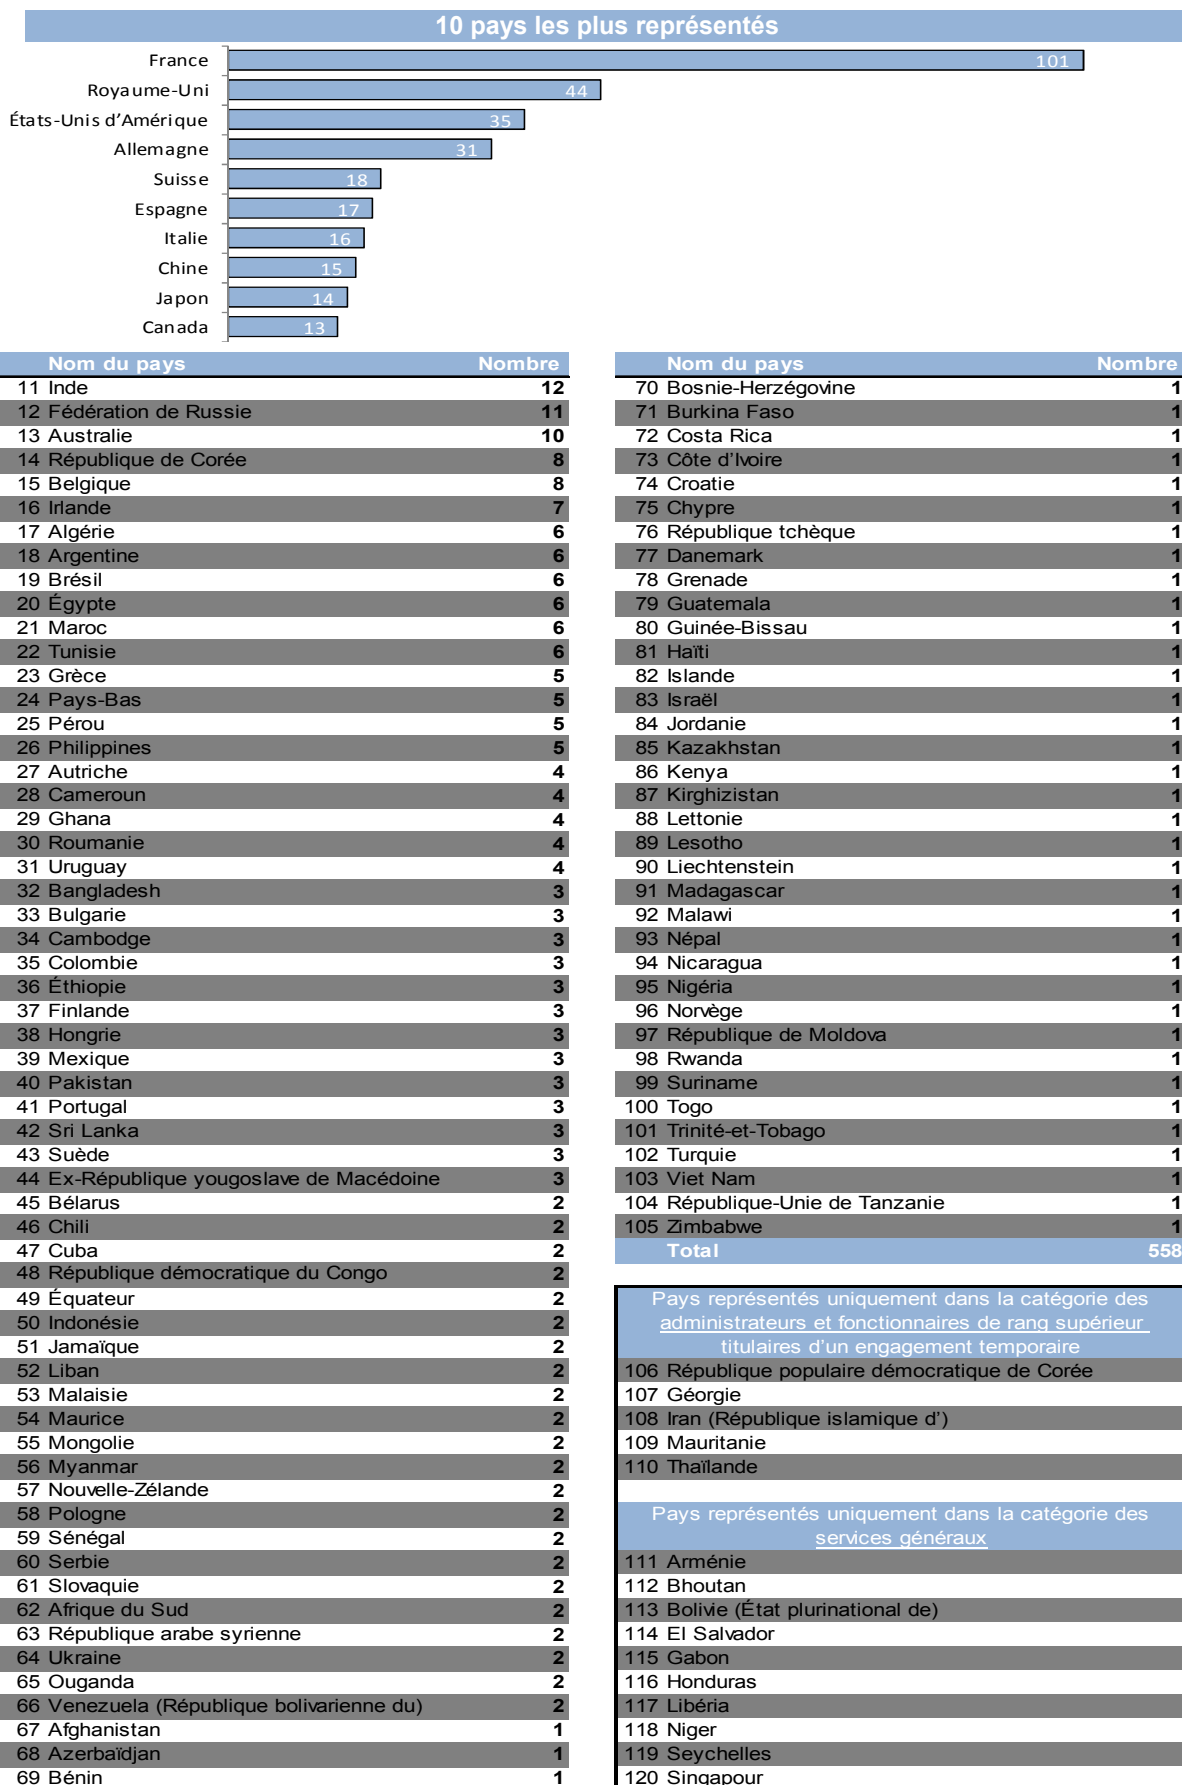 10 pays les plus représentés
France 101
Royaume-Uni 44
États-Unis d'Amérique 35
Allemagne 31
Suisse 18
Espagne 17
Italie 16
Chine 15
Japon 14
Canada 13
Nom du pays Nombre
11 Inde 12
12 Fédération de Russie 11
13 Australie 10
14 République de Corée 8
15 Belgique 8
16 Irlande 7
17 Algérie 6
18 Argentine 6
19 Brésil 6
20 Égypte 6
21 Maroc 6
22 Tunisie 6
23 Grèce 5
24 Pays-Bas 5
25 Pérou 5
26 Philippines 5
27 Autriche 4
28 Cameroun 4
29 Ghana 4
30 Roumanie 4
31 Uruguay 4
32 Bangladesh 3
33 Bulgarie 3
34 Cambodge 3
35 Colombie 3
36 Éthiopie 3
37 Finlande 3
38 Hongrie 3
39 Mexique 3
40 Pakistan 3
41 Portugal 3
42 Sri Lanka 3
43 Suède 3
44 Ex-République yougoslave de Macédoine 3
45 Bélarus 2
46 Chili 2
47 Cuba 2
48 République démocratique du Congo 2
49 Équateur 2
50 Indonésie 2
51 Jamaïque 2
52 Liban 2
53 Malaisie 2
54 Maurice 2
55 Mongolie 2
56 Myanmar 2
57 Nouvelle-Zélande 2
58 Pologne 2
59 Sénégal 2
60 Serbie 2
61 Slovaquie 2
62 Afrique du Sud 2
63 République arabe syrienne 2
64 Ukraine 2
65 Ouganda 2
66 Venezuela (République bolivarienne du) 2
67 Afghanistan 1
68 Azerbaïdjan 1
69 Bénin 1
Nom du pays Nombre
70 Bosnie-Herzégovine 1
71 Burkina Faso 1
72 Costa Rica 1
73 Côte d'Ivoire 1
74 Croatie 1
75 Chypre 1
76 République tchèque 1
77 Danemark 1
78 Grenade 1
79 Guatemala 1
80 Guinée-Bissau 1
81 Haïti 1
82 Islande 1
83 Israël 1
84 Jordanie 1
85 Kazakhstan 1
86 Kenya 1
87 Kirghizistan 1
88 Lettonie 1
89 Lesotho 1
90 Liechtenstein 1
91 Madagascar 1
92 Malawi 1
93 Népal 1
94 Nicaragua 1
95 Nigéria 1
96 Norvège 1
97 République de Moldova 1
98 Rwanda 1
99 Suriname 1
100 Togo 1
101 Trinité-et-Tobago 1
102 Turquie 1
103 Viet Nam 1
104 République-Unie de Tanzanie 1
105 Zimbabwe 1
Total 558
Pays représentés uniquement dans la catégorie des
administrateurs et fonctionnaires de rang supérieur
titulaires d'un engagement temporaire
106 République populaire démocratique de Corée
107 Géorgie
108 Iran (République islamique d')
109 Mauritanie
110 Thaïlande
Pays représentés uniquement dans la catégorie des
services généraux
111 Arménie
112 Bhoutan
113 Bolivie (État plurinational de)
114 El Salvador
115 Gabon
116 Honduras
117 Libéria
118 Niger
119 Seychelles
120 Singapour